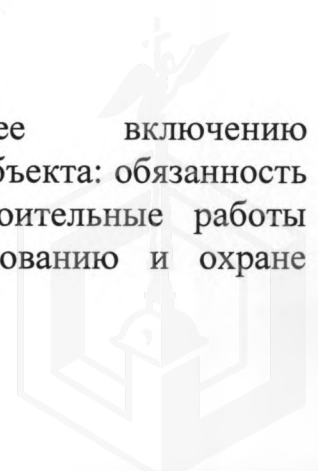 ее включению
бъекта: обязанность
оительные работы
ованию и охране